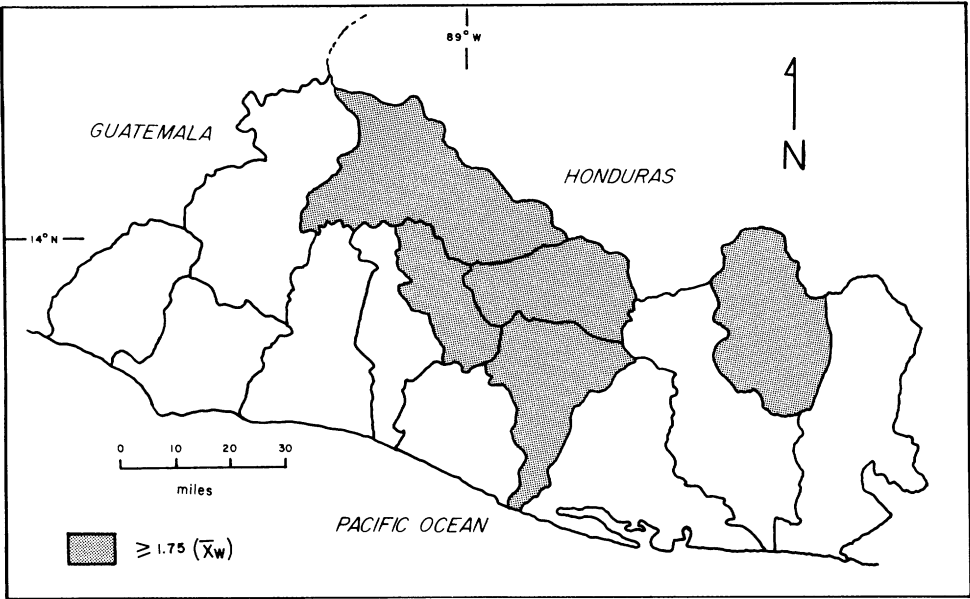 89° W
GUATEMALA
HONDURAS
N
14° N
0 10 20 30
miles
PACIFIC OCEAN
≥ 1.75 (X̅w)